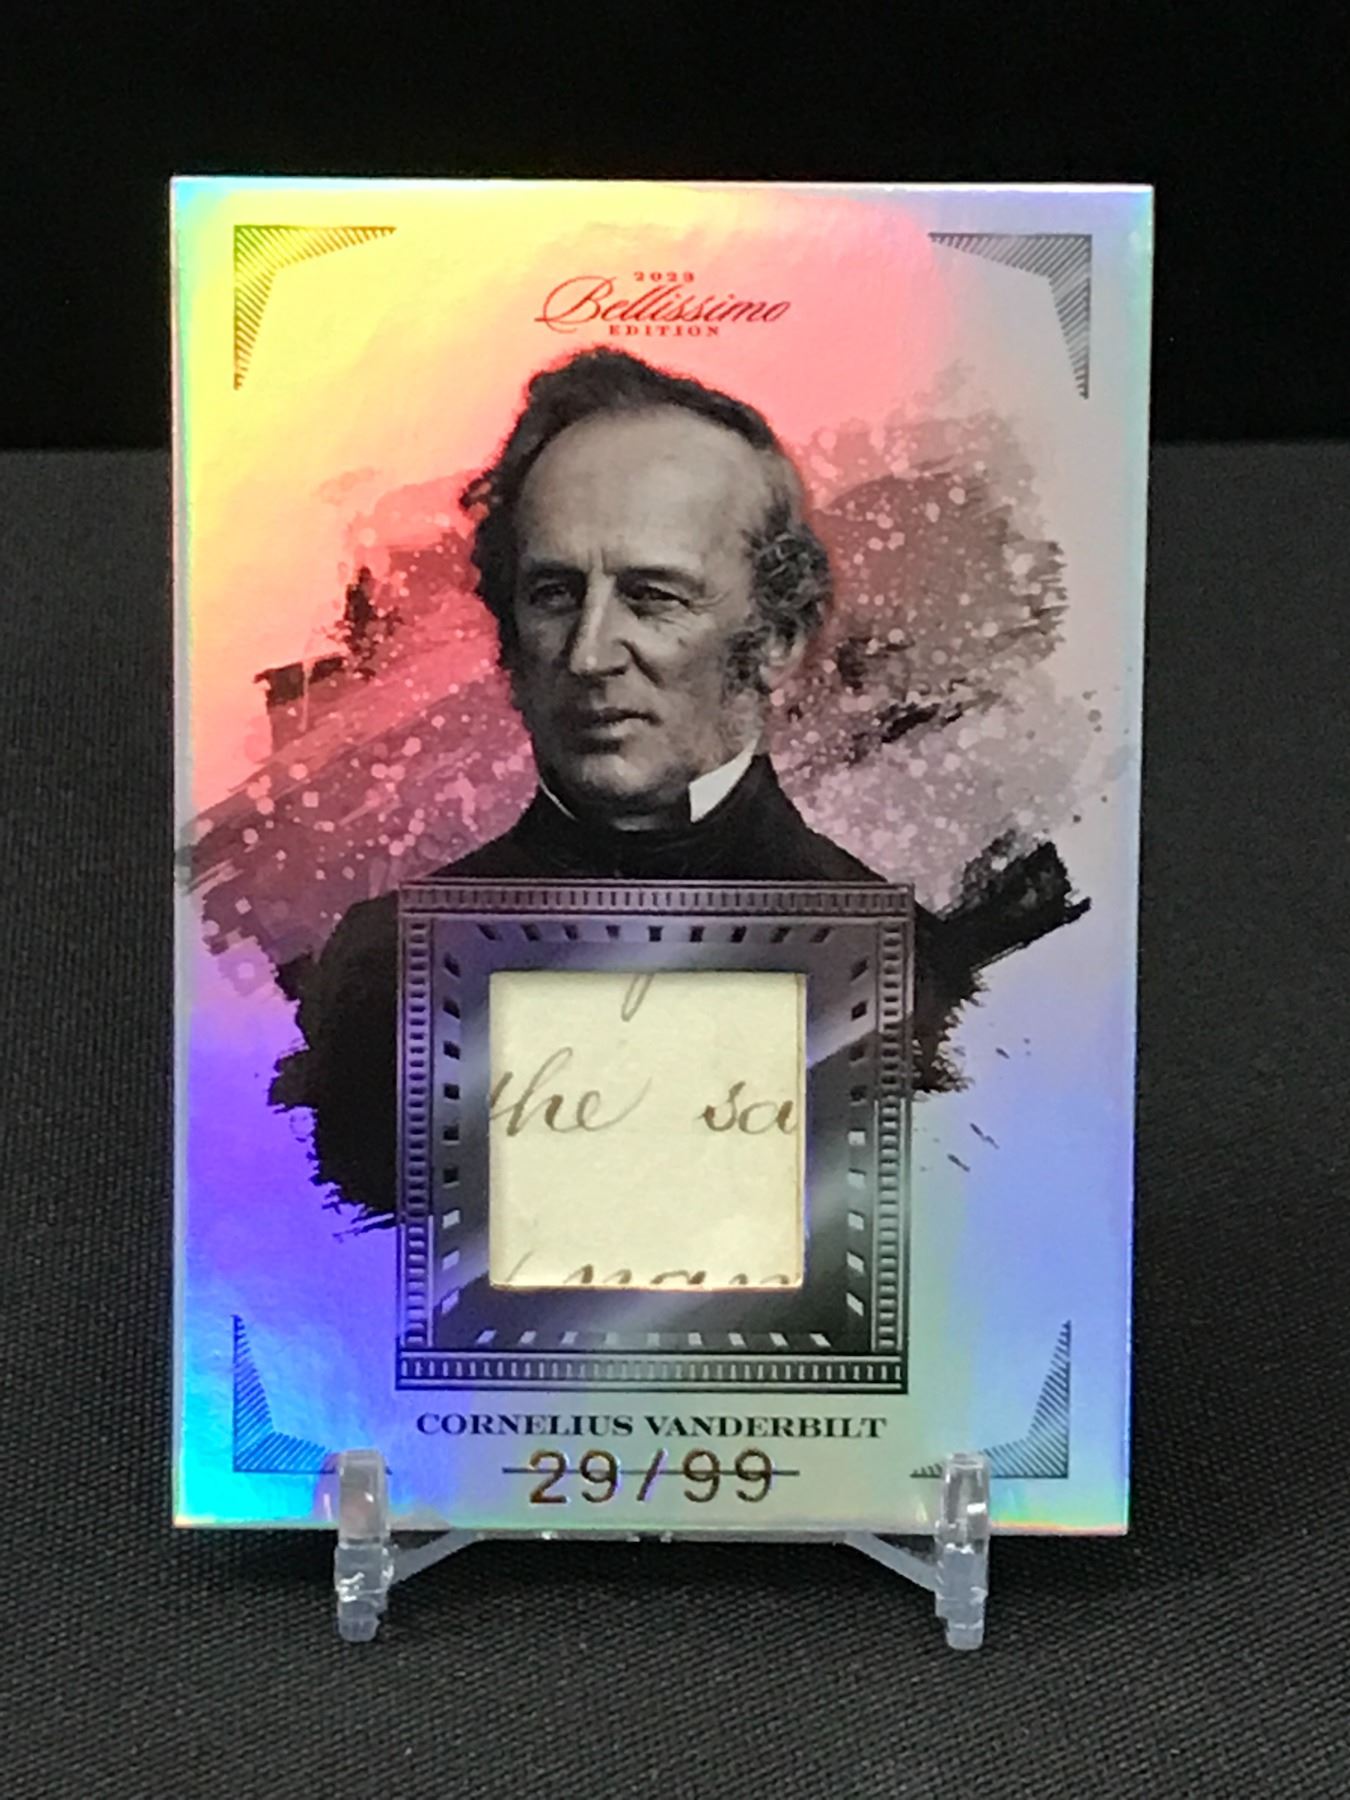 2023
Bellissimo
EDITION
the sa
CORNELIUS VANDERBILT
29/99